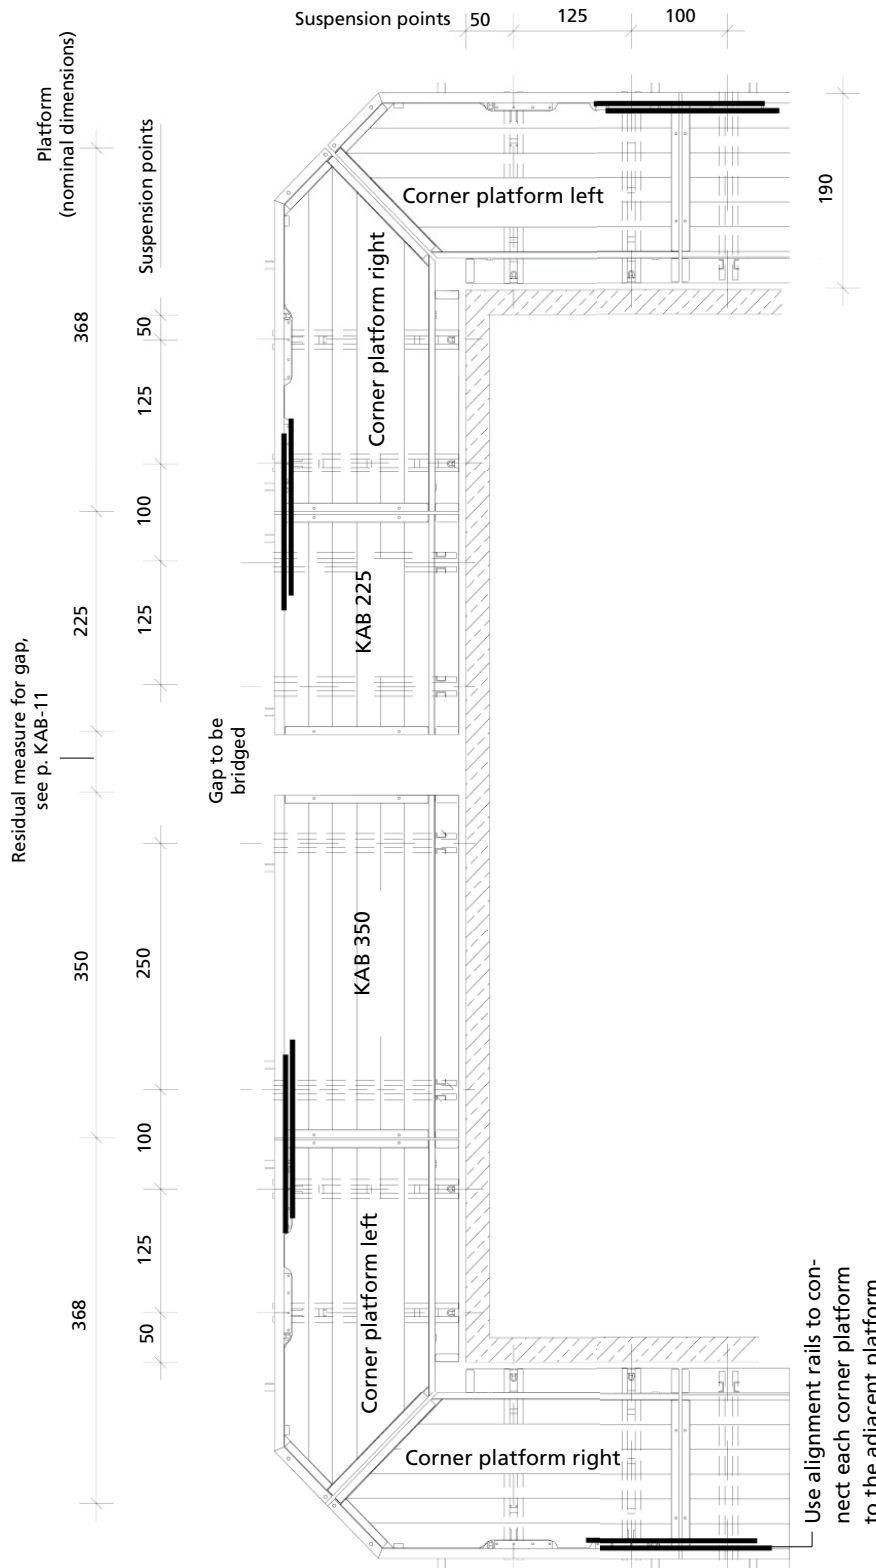 Suspension points
50
125
100
Platform
(nominal dimensions)
Suspension points
Corner platform left
190
Corner platform right
368
50
125
100
KAB 225
225
125
Residual measure for gap,
see p. KAB-11
Gap to be
bridged
350
250
KAB 350
100
125
50
368
Corner platform left
Corner platform right
Use alignment rails to con-
nect each corner platform
to the adjacent platform